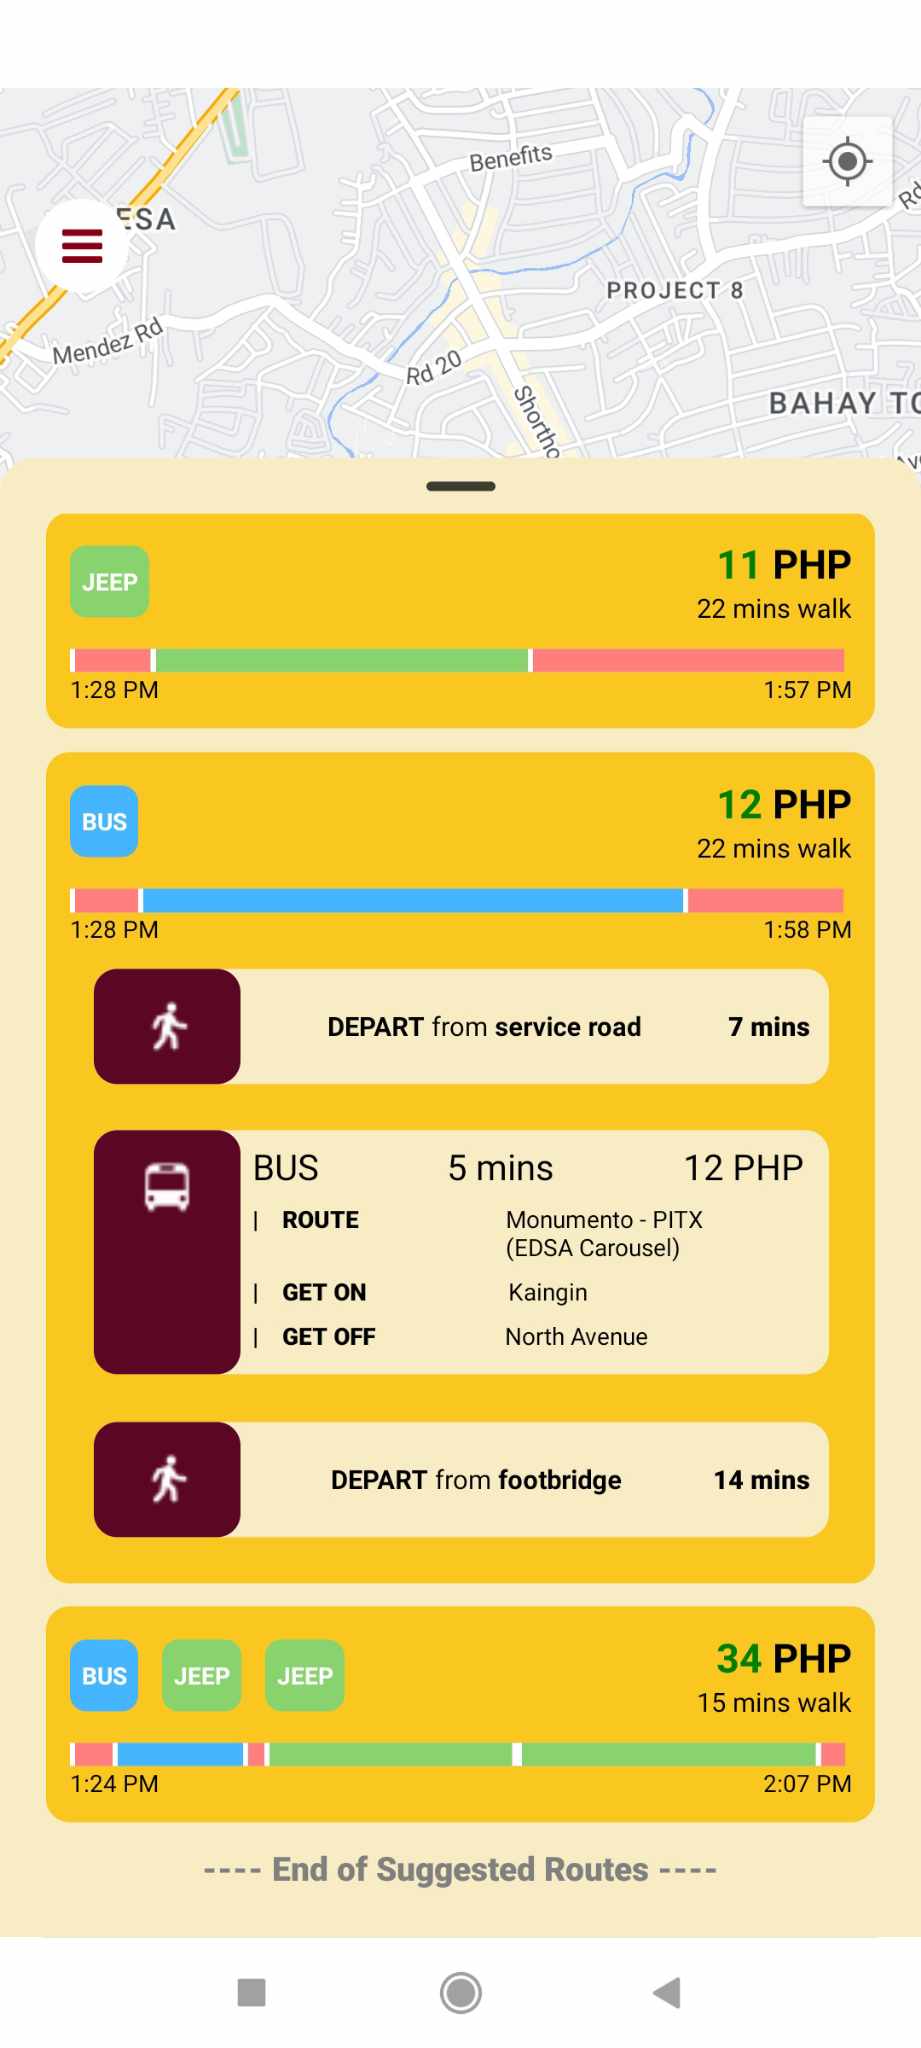 Benefits
Rd
ESA
PROJECT 8
Mendez Rd
Rd 20
Shortho
BAHAY TO
Av
JEEP
11 PHP
22 mins walk
1:28 PM 1:57 PM
BUS
12 PHP
22 mins walk
1:28 PM 1:58 PM
DEPART from service road 7 mins
BUS 5 mins 12 PHP
| ROUTE Monumento - PITX
(EDSA Carousel)
| GET ON Kaingin
| GET OFF North Avenue
DEPART from footbridge 14 mins
BUS JEEP JEEP
34 PHP
15 mins walk
1:24 PM 2:07 PM
---- End of Suggested Routes ----